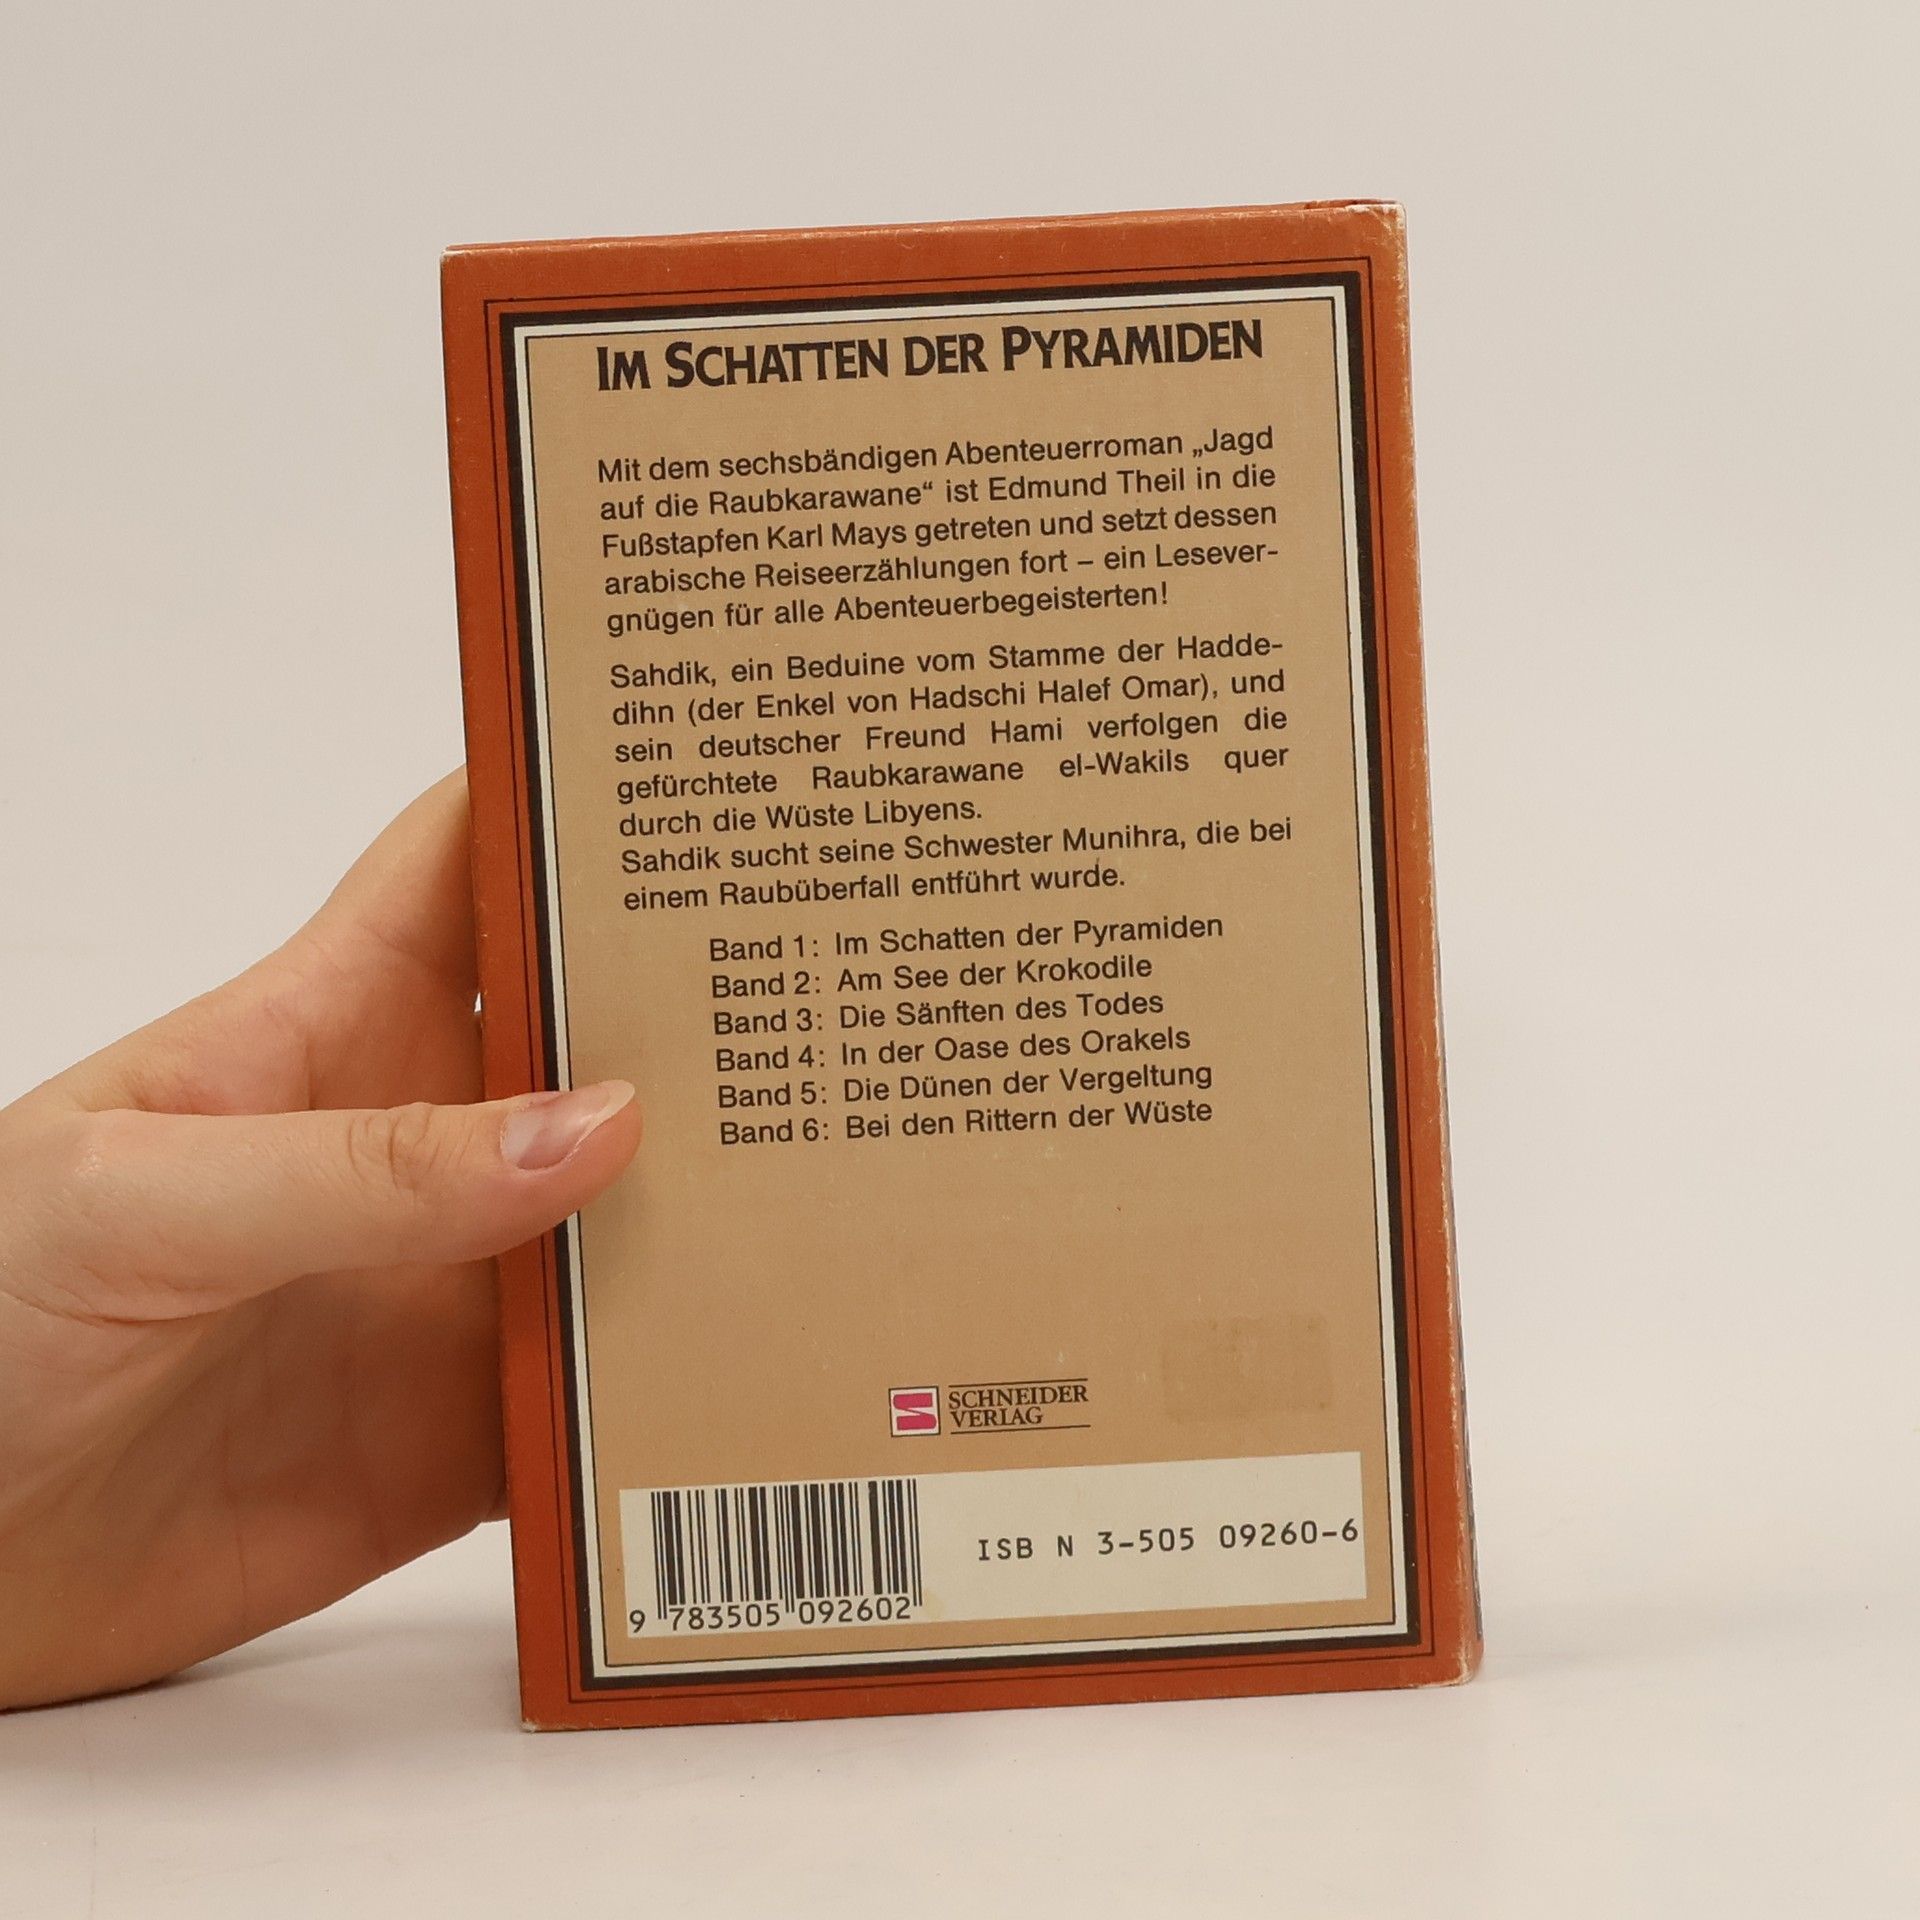 IM SCHATTEN DER PYRAMIDEN
Mit dem sechsbändigen Abenteuerroman „Jagd
auf die Raubkarawane“ ist Edmund Theil in die
Fußstapfen Karl Mays getreten und setzt dessen
arabische Reiseerzählungen fort – ein Lesever-
gnügen für alle Abenteuerbegeisterten!
Sahdik, ein Beduine vom Stamme der Hadde-
dihn (der Enkel von Hadschi Halef Omar), und
sein deutscher Freund Hami verfolgen die
gefürchtete Raubkarawane el-Wakils quer
durch die Wüste Libyens.
Sahdik sucht seine Schwester Munihra, die bei
einem Raubüberfall entführt wurde.
Band 1: Im Schatten der Pyramiden
Band 2: Am See der Krokodile
Band 3: Die Sänften des Todes
Band 4: In der Oase des Orakels
Band 5: Die Dünen der Vergeltung
Band 6: Bei den Rittern der Wüste
SCHNEIDER
VERLAG
ISB N 3-505 09260-6
9 783505 092602